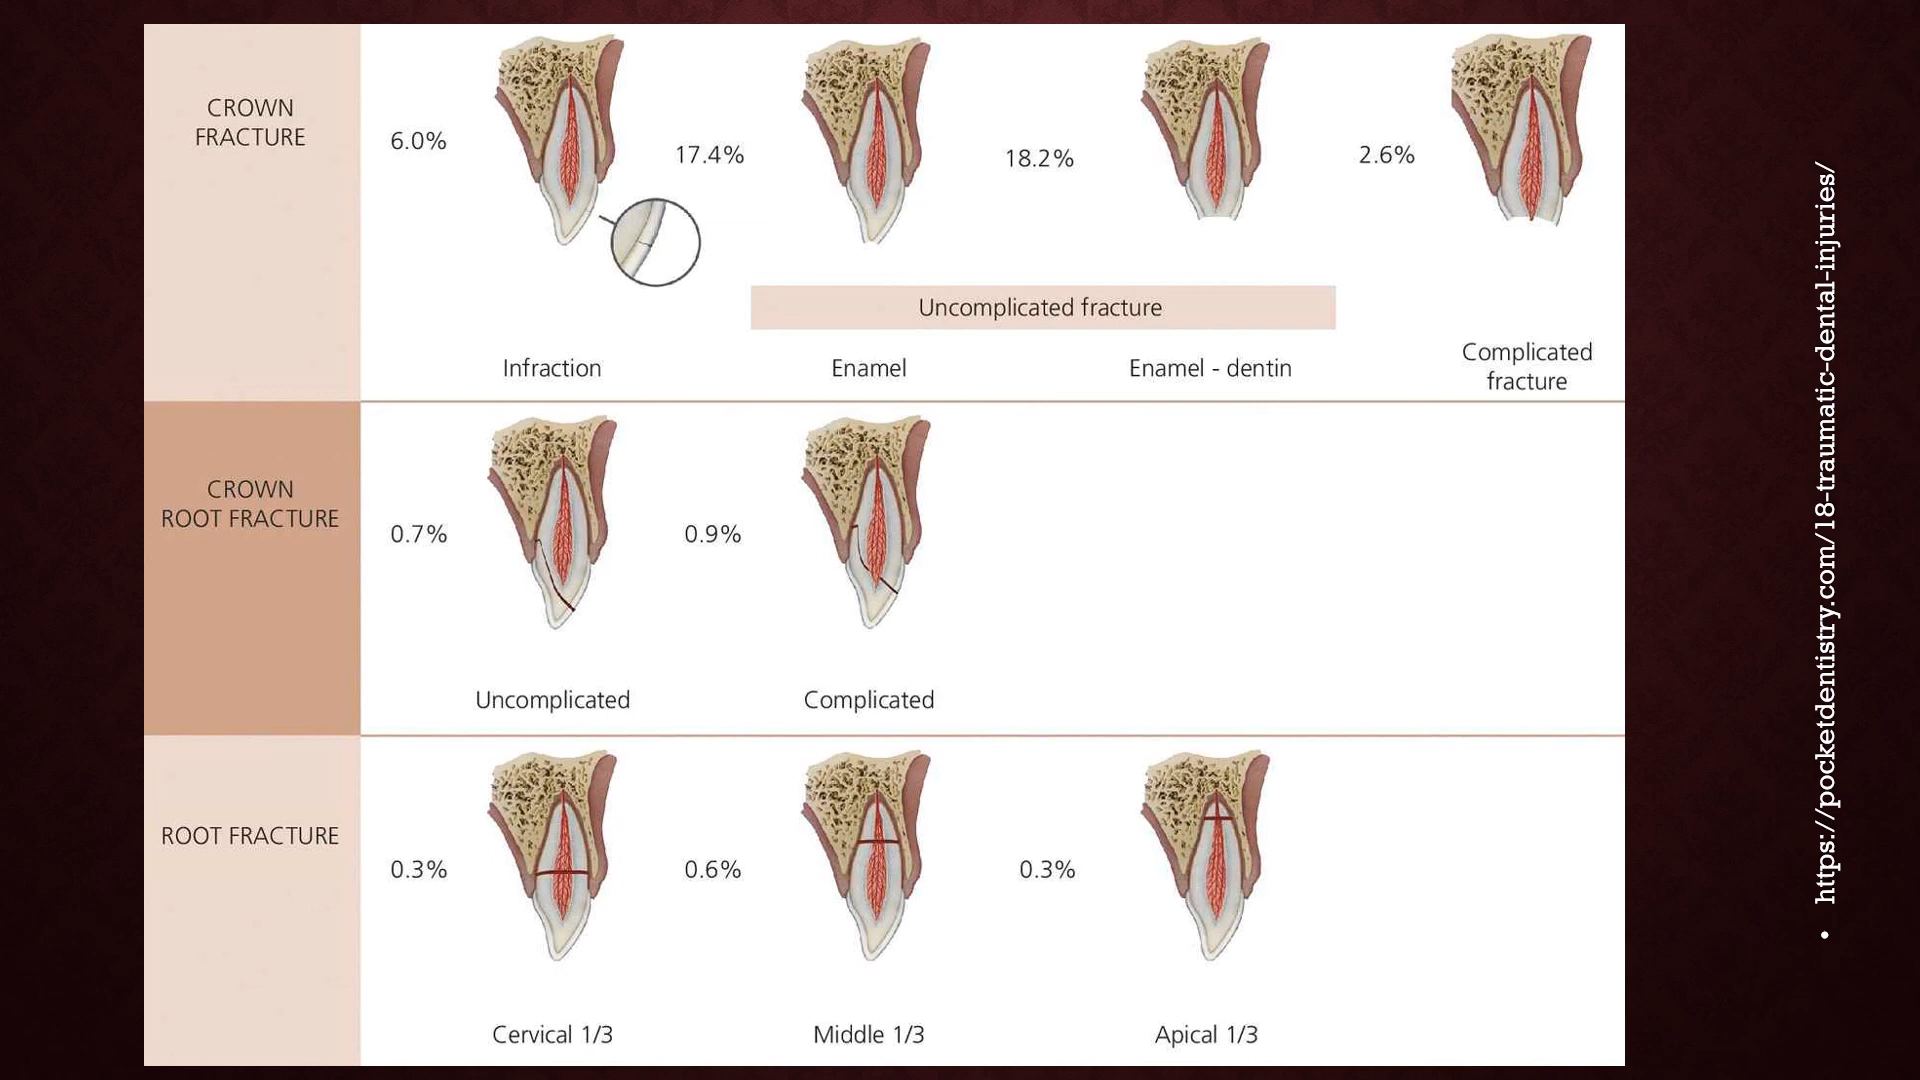 CROWN
FRACTURE
6.0%
17.4%
18.2%
2.6%
Uncomplicated fracture
Infraction
Enamel
Enamel - dentin
Complicated
fracture
CROWN
ROOT FRACTURE
0.7%
0.9%
Uncomplicated
Complicated
ROOT FRACTURE
0.3%
0.6%
0.3%
Cervical 1/3
Middle 1/3
Apical 1/3
• https://pocketdentistry.com/18-traumatic-dental-injuries/